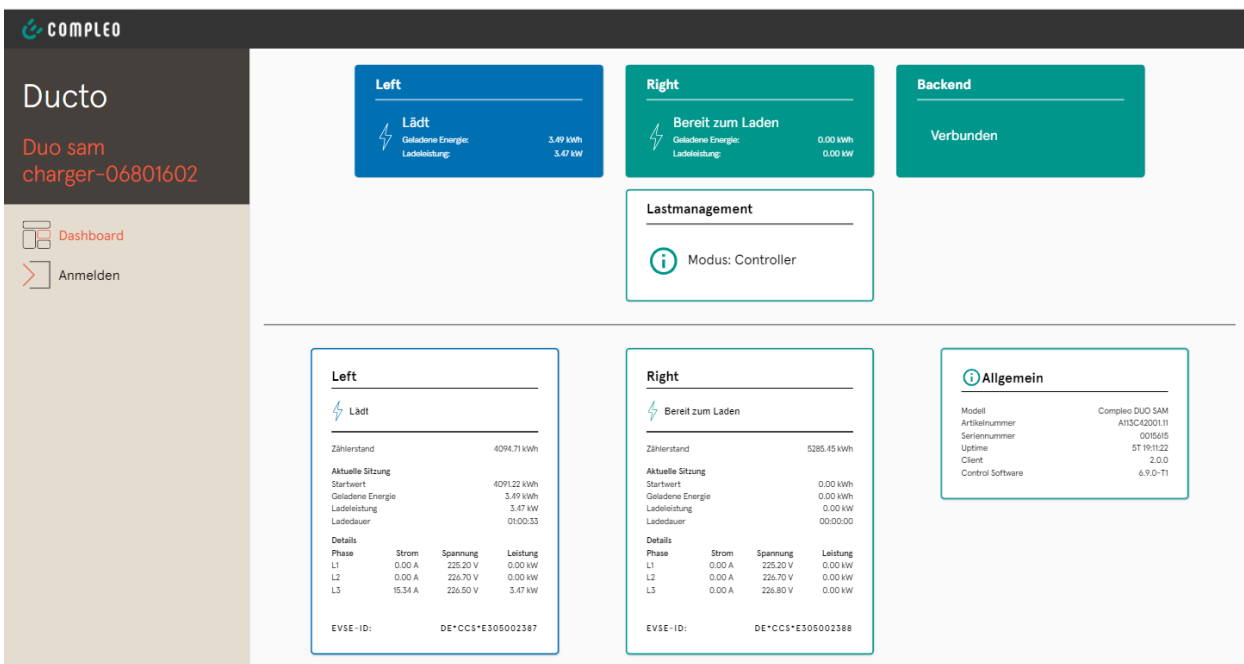 COMPLEO
Ducto
Duo sam
charger-06801602
Dashboard
Anmelden
Left
Lädt
Geladene Energie: 3.49 kWh
Ladeleistung: 3.47 kW
Right
Bereit zum Laden
Geladene Energie: 0.00 kWh
Ladeleistung: 0.00 kW
Backend
Verbunden
Lastmanagement
Modus: Controller
Left
Lädt
Zählerstand 4094.71 kWh
Aktuelle Sitzung
Startwert 4091.22 kWh
Geladene Energie 3.49 kWh
Ladeleistung 3.47 kW
Ladedauer 01:00:33
Details
Phase Strom Spannung Leistung
L1 0.00 A 225.20 V 0.00 kW
L2 0.00 A 226.70 V 0.00 kW
L3 15.34 A 226.50 V 3.47 kW
EVSE-ID: DE*CCS*E305002387
Right
Bereit zum Laden
Zählerstand 5285.45 kWh
Aktuelle Sitzung
Startwert 0.00 kWh
Geladene Energie 0.00 kWh
Ladeleistung 0.00 kW
Ladedauer 00:00:00
Details
Phase Strom Spannung Leistung
L1 0.00 A 225.20 V 0.00 kW
L2 0.00 A 226.70 V 0.00 kW
L3 0.00 A 226.80 V 0.00 kW
EVSE-ID: DE*CCS*E305002388
Allgemein
Modell Compleo DUO SAM
Artikelnummer A113C42001.11
Seriennummer 0015615
Uptime 5T 19:11:22
Client 2.0.0
Control Software 6.9.0-T1